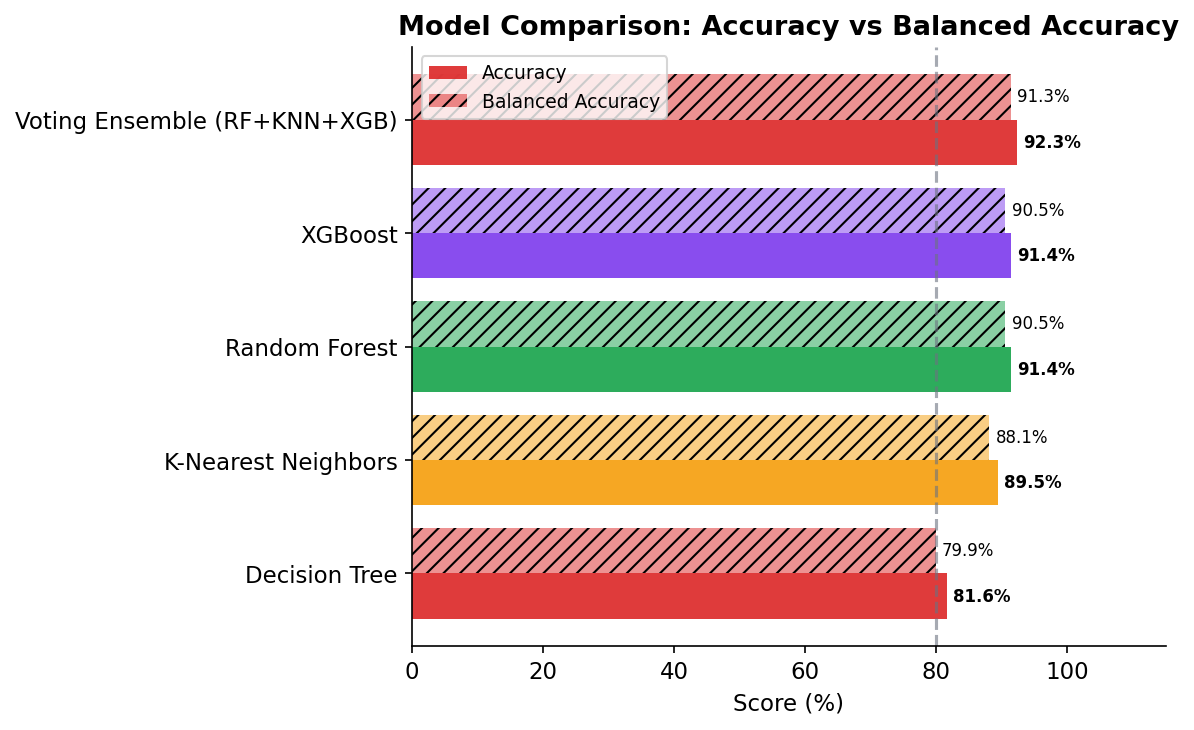 Model Comparison: Accuracy vs Balanced Accuracy
Accuracy
Balanced Accuracy
Voting Ensemble (RF+KNN+XGB)
91.3%
92.3%
XGBoost
90.5%
91.4%
Random Forest
90.5%
91.4%
K-Nearest Neighbors
88.1%
89.5%
Decision Tree
79.9%
81.6%
0 20 40 60 80 100
Score (%)